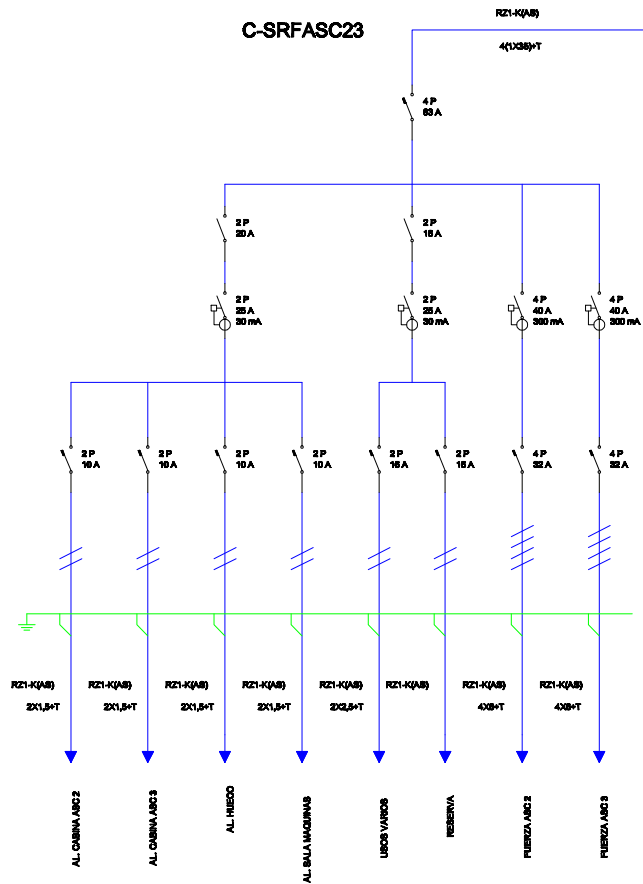 C-SRFASC23
RZ1-K(AS)
4(1X35)+T
4 P
63 A
2 P
20 A
2 P
16 A
2 P
25 A
30 mA
2 P
25 A
30 mA
4 P
40 A
300 mA
4 P
40 A
300 mA
2 P
10 A
2 P
10 A
2 P
10 A
2 P
10 A
2 P
16 A
2 P
16 A
4 P
32 A
4 P
32 A
RZ1-K(AS)
2X1,5+T
RZ1-K(AS)
2X1,5+T
RZ1-K(AS)
2X1,5+T
RZ1-K(AS)
2X1,5+T
RZ1-K(AS)
2X2,5+T
RZ1-K(AS)
RZ1-K(AS)
4X6+T
RZ1-K(AS)
4X6+T
AL. CABINA ASC 2
AL. CABINA ASC 3
AL. HUECO
AL. SALA MAQUINAS
USOS VARIOS
RESERVA
FUERZA ASC 2
FUERZA ASC 3